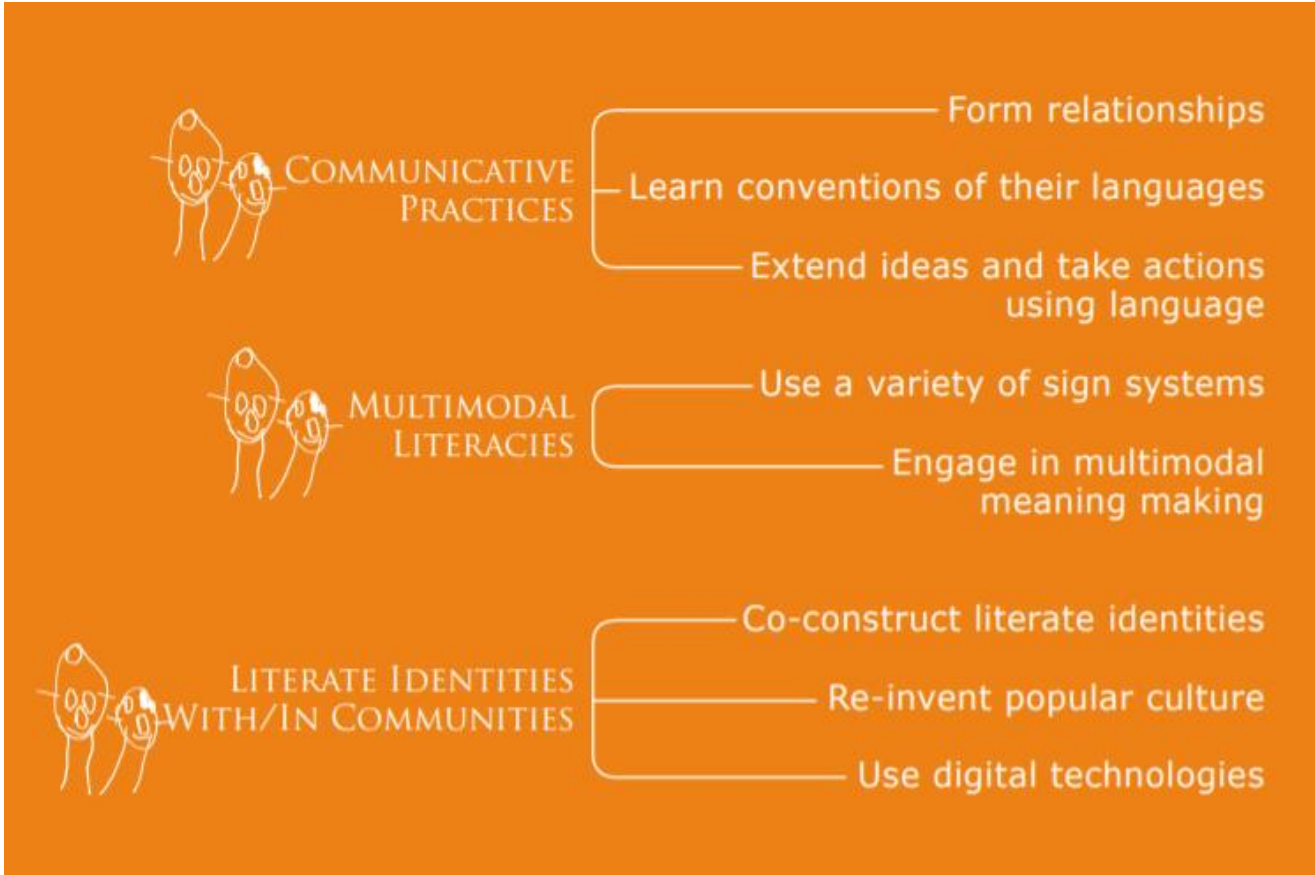 COMMUNICATIVE
PRACTICES
Form relationships
Learn conventions of their languages
Extend ideas and take actions
using language
MULTIMODAL
LITERACIES
Use a variety of sign systems
Engage in multimodal
meaning making
LITERATE IDENTITIES
WITH/IN COMMUNITIES
Co-construct literate identities
Re-invent popular culture
Use digital technologies